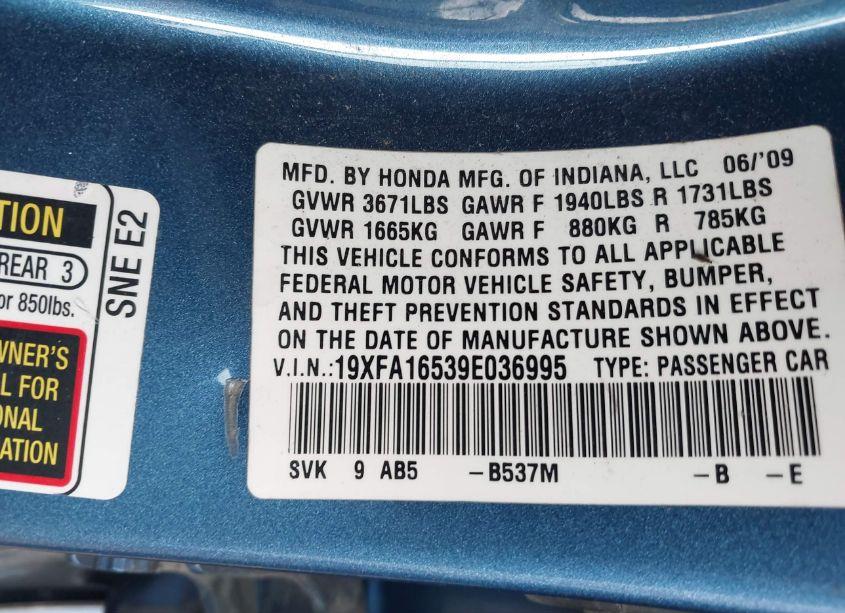 TION
REAR 3
or 850lbs.
WNER'S
L FOR
ONAL
ATION
SNE E2
MFD. BY HONDA MFG. OF INDIANA, LLC 06/'09
GVWR 3671LBS GAWR F 1940LBS R 1731LBS
GVWR 1665KG GAWR F 880KG R 785KG
THIS VEHICLE CONFORMS TO ALL APPLICABLE
FEDERAL MOTOR VEHICLE SAFETY, BUMPER,
AND THEFT PREVENTION STANDARDS IN EFFECT
ON THE DATE OF MANUFACTURE SHOWN ABOVE.
V.I.N.:19XFA16539E036995 TYPE: PASSENGER CAR
SVK 9 AB5 -B537M -B -E